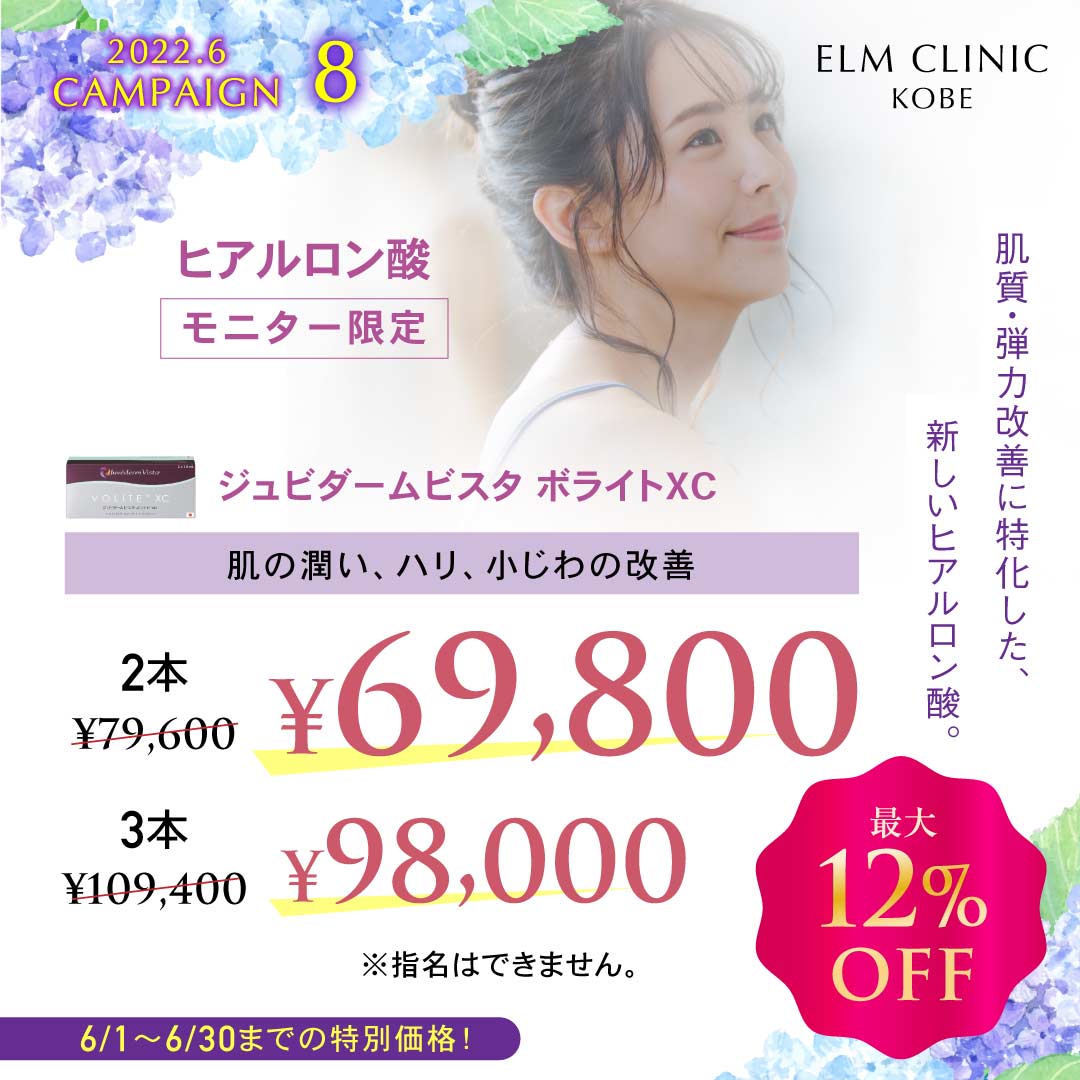 2022.6
CAMPAIGN 8
ELM CLINIC
KOBE
ヒアルロン酸
モニター限定
肌質・弾力改善に特化した、
新しいヒアルロン酸。
Juvéderm Vista
VOLITE™ XC
ジュビダームビスタ ボライトXC
肌の潤い、ハリ、小じわの改善
2本
¥79,600
¥69,800
3本
¥109,400
¥98,000
最大
12%
OFF
※指名はできません。
6/1〜6/30までの特別価格!